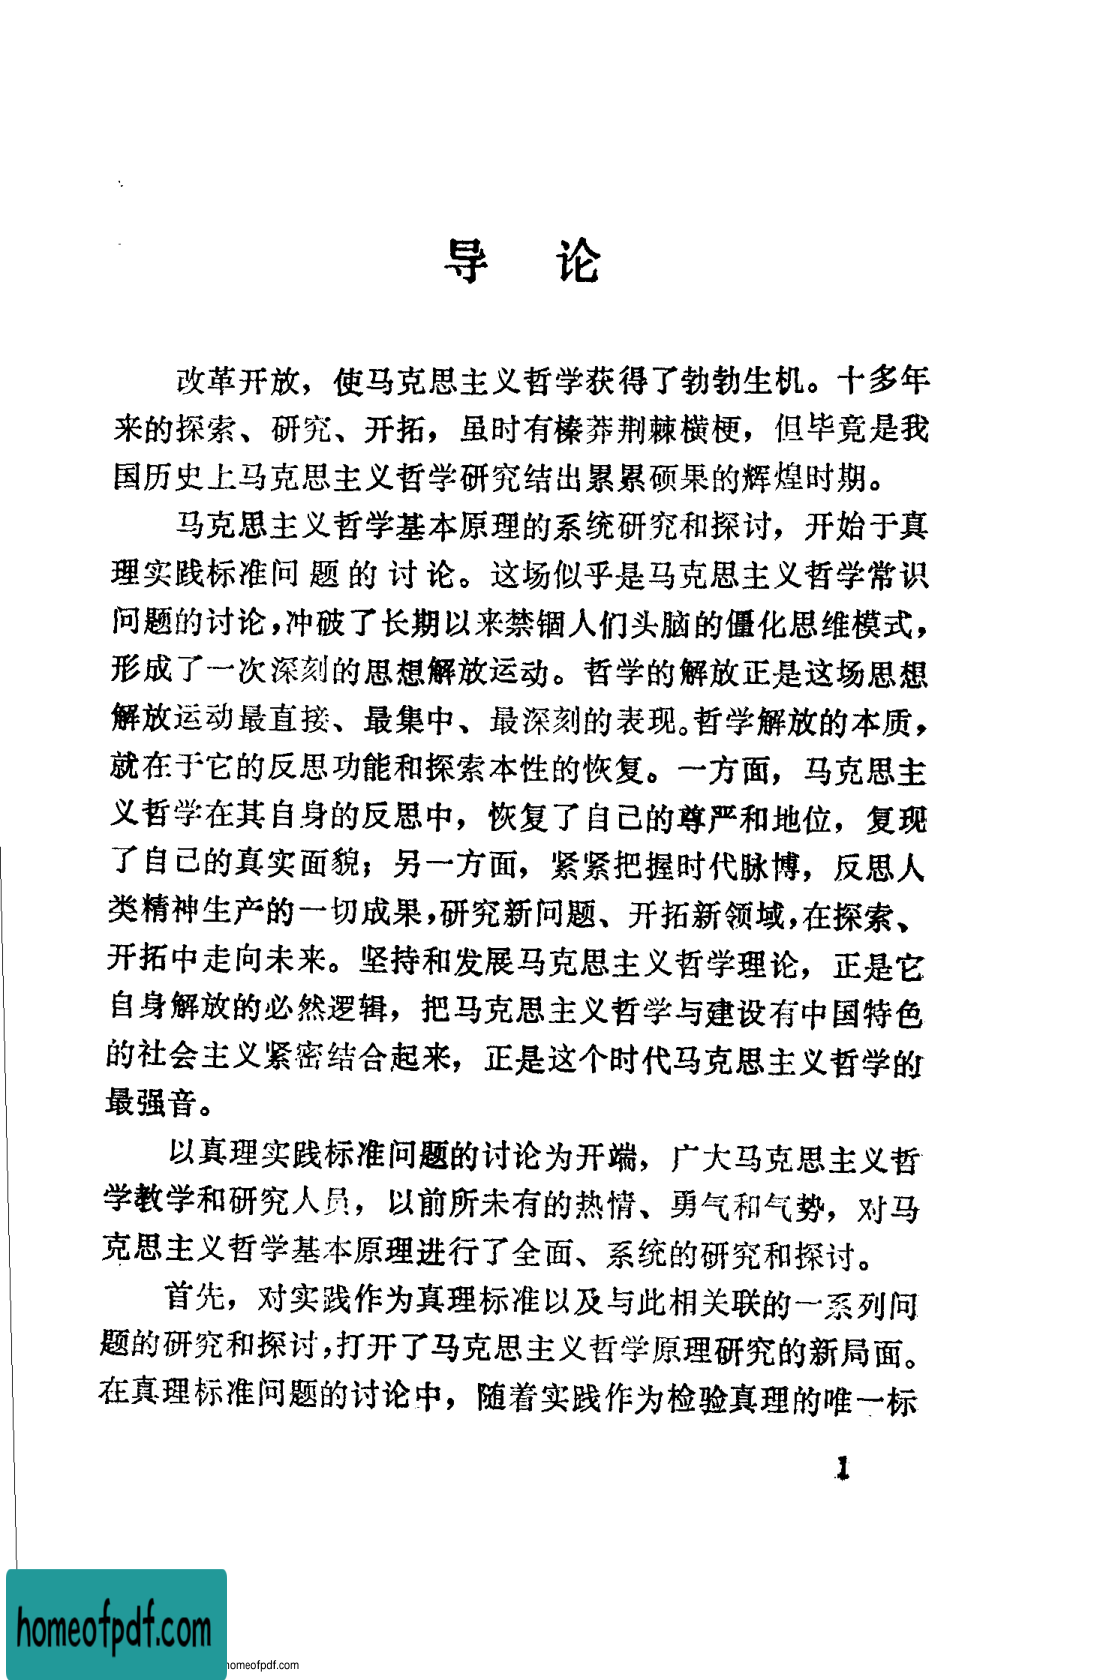 导 论
改革开放，使马克思主义哲学获得了勃勃生机。十多年
来的探索、研究、开拓，虽时有榛莽荆棘横梗，但毕竟是我
国历史上马克思主义哲学研究结出累累硕果的辉煌时期。
马克思主义哲学基本原理的系统研究和探讨，开始于真
理实践标准问题的讨论。这场似乎是马克思主义哲学常识
问题的讨论，冲破了长期以来禁锢人们头脑的僵化思维模式，
形成了一次深刻的思想解放运动。哲学的解放正是这场思想
解放运动最直接、最集中、最深刻的表现。哲学解放的本质，
就在于它的反思功能和探索本性的恢复。一方面，马克思主
义哲学在其自身的反思中，恢复了自己的尊严和地位，复现
了自己的真实面貌；另一方面，紧紧把握时代脉博，反思人
类精神生产的一切成果，研究新问题、开拓新领域，在探索、
开拓中走向未来。坚持和发展马克思主义哲学理论，正是它
自身解放的必然逻辑，把马克思主义哲学与建设有中国特色
的社会主义紧密结合起来，正是这个时代马克思主义哲学的
最强音。
以真理实践标准问题的讨论为开端，广大马克思主义哲
学教学和研究人员，以前所未有的热情、勇气和气势，对马
克思主义哲学基本原理进行了全面、系统的研究和探讨。
首先，对实践作为真理标准以及与此相关联的一系列问
题的研究和探讨，打开了马克思主义哲学原理研究的新局面。
在真理标准问题的讨论中，随着实践作为检验真理的唯一标
1
homeofpdf.com
homeofpdf.com